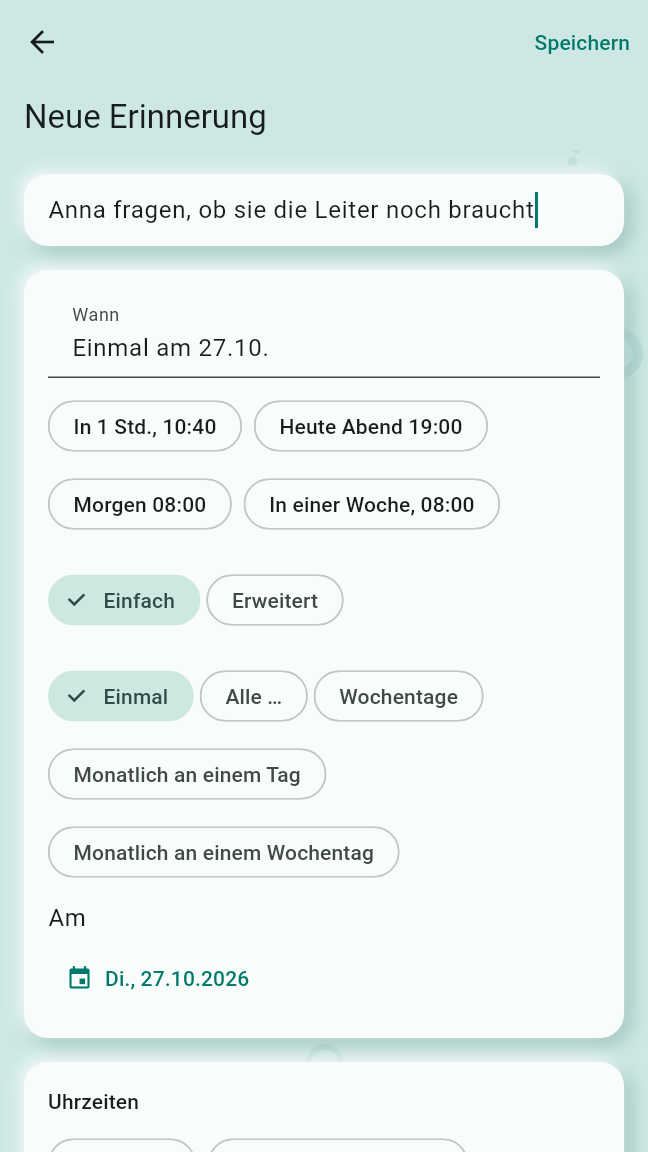 Speichern
Neue Erinnerung
Anna fragen, ob sie die Leiter noch braucht
Wann
Einmal am 27.10.
In 1 Std., 10:40
Heute Abend 19:00
Morgen 08:00
In einer Woche, 08:00
Einfach
Erweitert
Einmal
Alle ...
Wochentage
Monatlich an einem Tag
Monatlich an einem Wochentag
Am
Di., 27.10.2026
Uhrzeiten